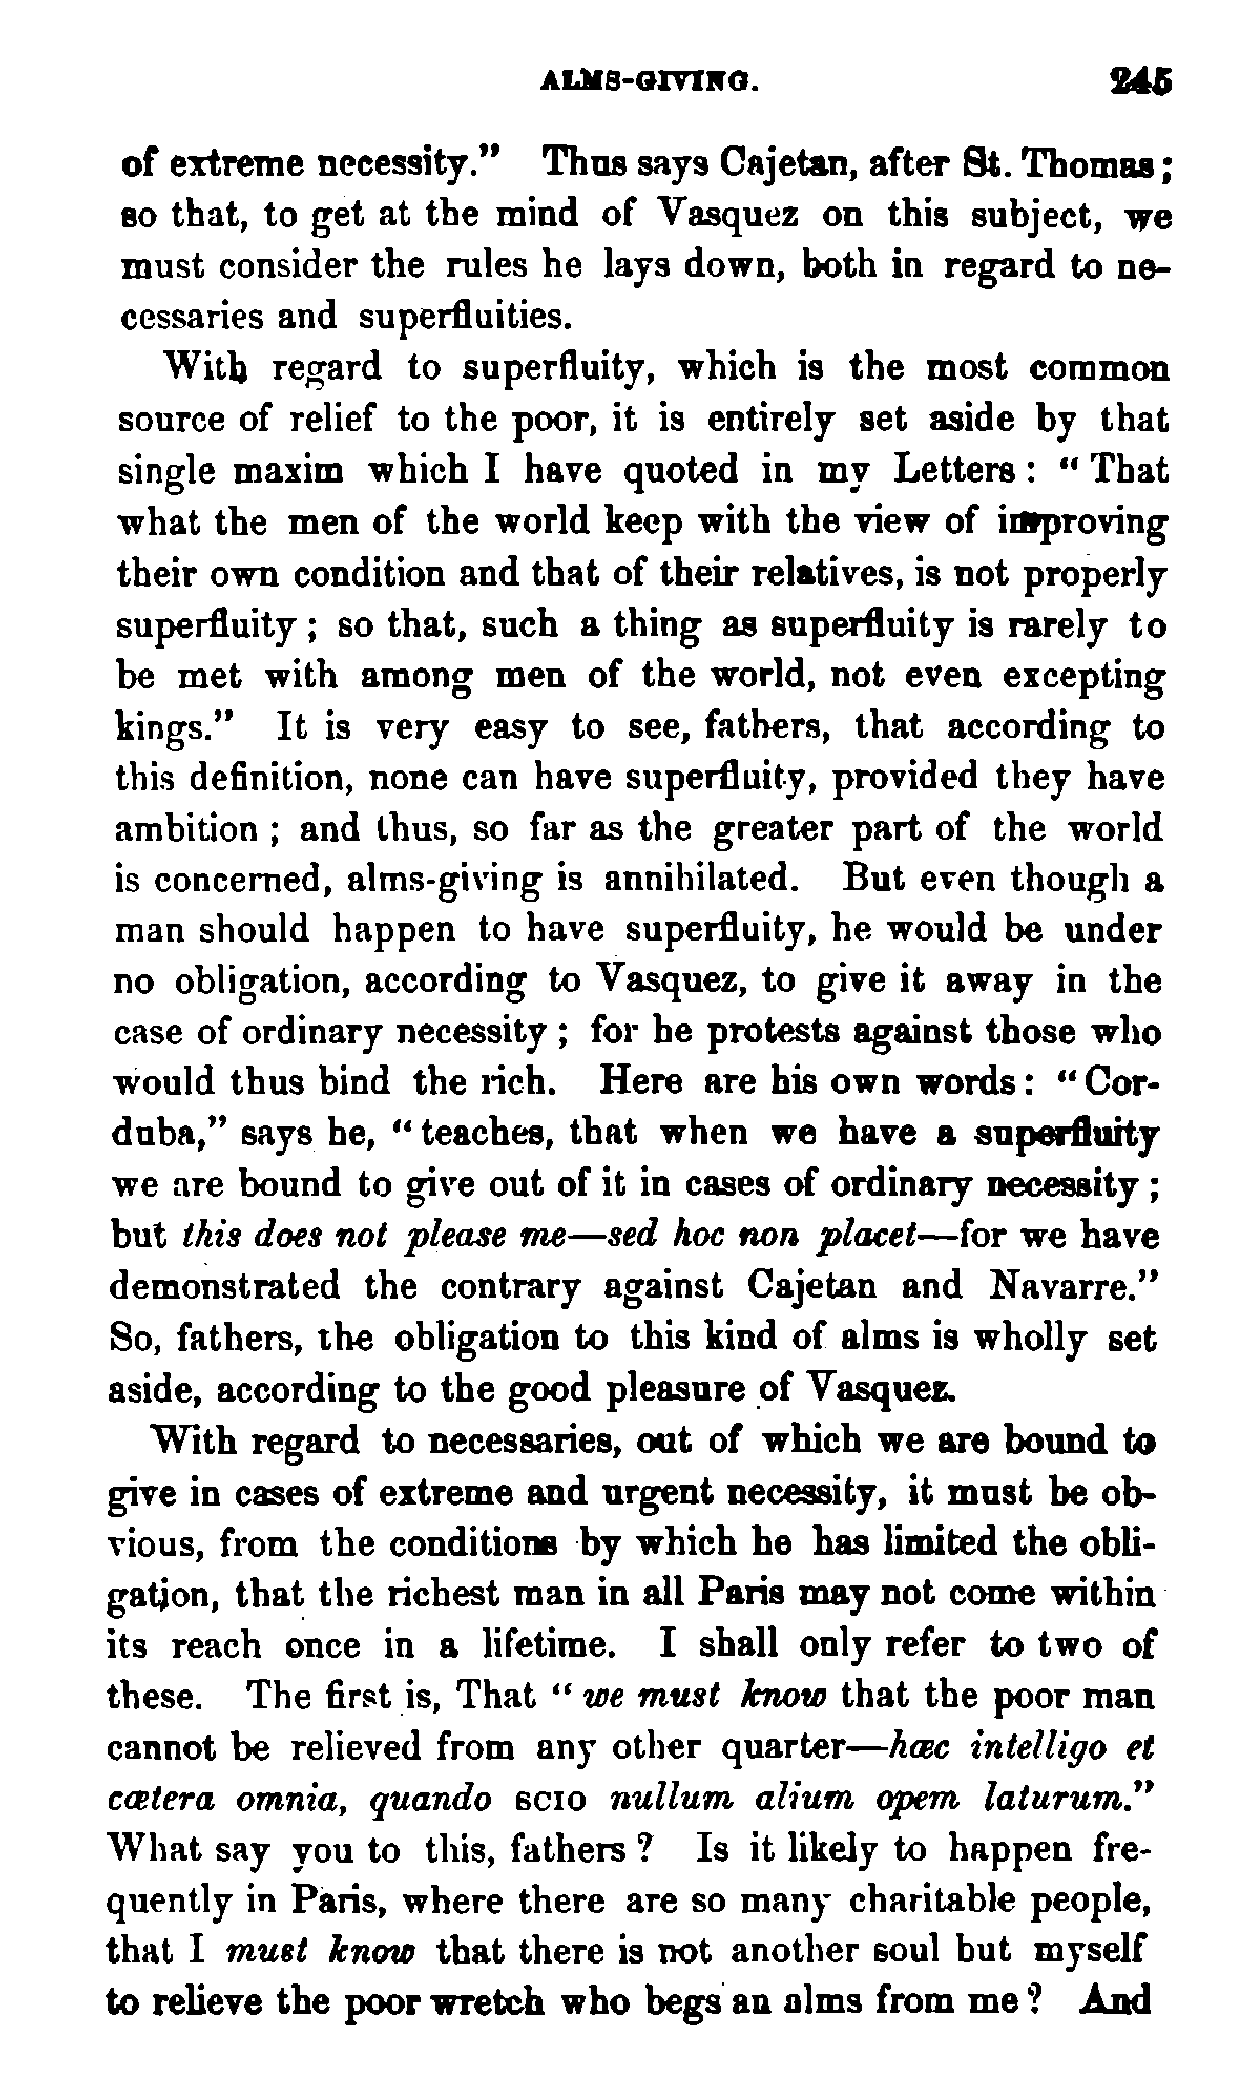 ALMS-GIVING. 245
of extreme necessity." Thus says Cajetan, after St. Thomas;
so that, to get at the mind of Vasquez on this subject, we
must consider the rules he lays down, both in regard to ne-
cessaries and superfluities.
With regard to superfluity, which is the most common
source of relief to the poor, it is entirely set aside by that
single maxim which I have quoted in my Letters: "That
what the men of the world keep with the view of improving
their own condition and that of their relatives, is not properly
superfluity; so that, such a thing as superfluity is rarely to
be met with among men of the world, not even excepting
kings." It is very easy to see, fathers, that according to
this definition, none can have superfluity, provided they have
ambition; and thus, so far as the greater part of the world
is concerned, alms-giving is annihilated. But even though a
man should happen to have superfluity, he would be under
no obligation, according to Vasquez, to give it away in the
case of ordinary necessity; for he protests against those who
would thus bind the rich. Here are his own words: "Cor-
duba," says he, "teaches, that when we have a superfluity
we are bound to give out of it in cases of ordinary necessity;
but this does not please me—sed hoc non placet—for we have
demonstrated the contrary against Cajetan and Navarre."
So, fathers, the obligation to this kind of alms is wholly set
aside, according to the good pleasure of Vasquez.
With regard to necessaries, out of which we are bound to
give in cases of extreme and urgent necessity, it must be ob-
vious, from the conditions by which he has limited the obli-
gation, that the richest man in all Paris may not come within
its reach once in a lifetime. I shall only refer to two of
these. The first is, That "we must know that the poor man
cannot be relieved from any other quarter—hæc intelligo et
cætera omnia, quando SCIO nullum alium opem laturum."
What say you to this, fathers? Is it likely to happen fre-
quently in Paris, where there are so many charitable people,
that I must know that there is not another soul but myself
to relieve the poor wretch who begs an alms from me? And